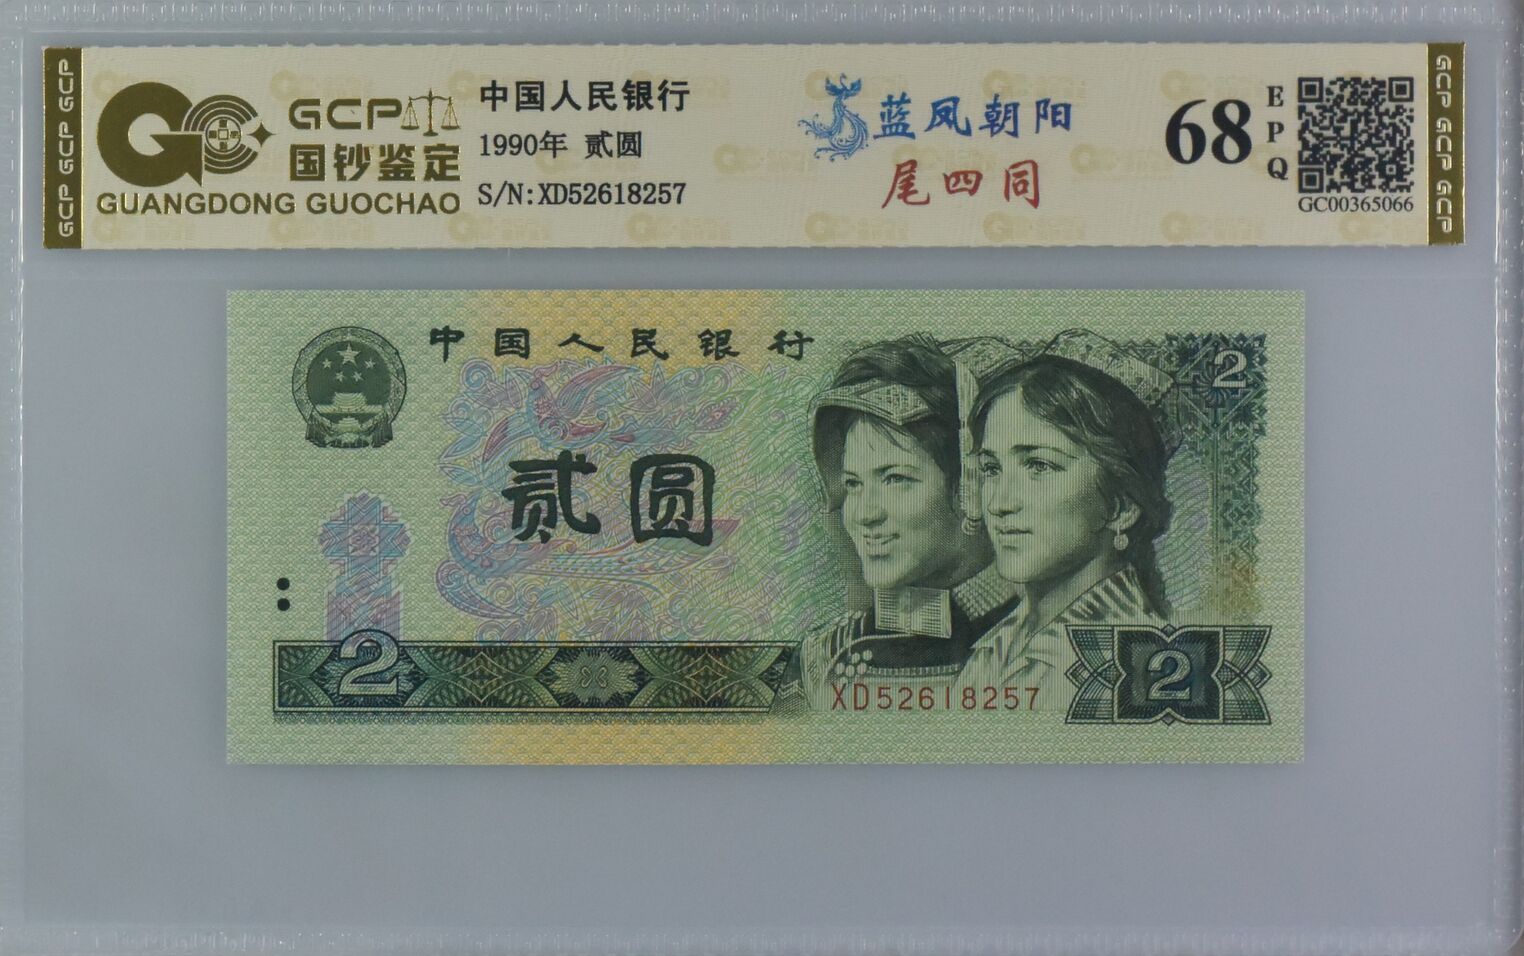 GCP GCP GCP
GCP
国钞鉴定
GUANGDONG GUOCHAO
中国人民银行
1990年 贰圆
S/N:XD52618257
蓝凤朝阳
尾四同
68
EPQ
GC00365066
GCP GCP GCP
中国人民银行
2
贰圆
2
XD52618257
2